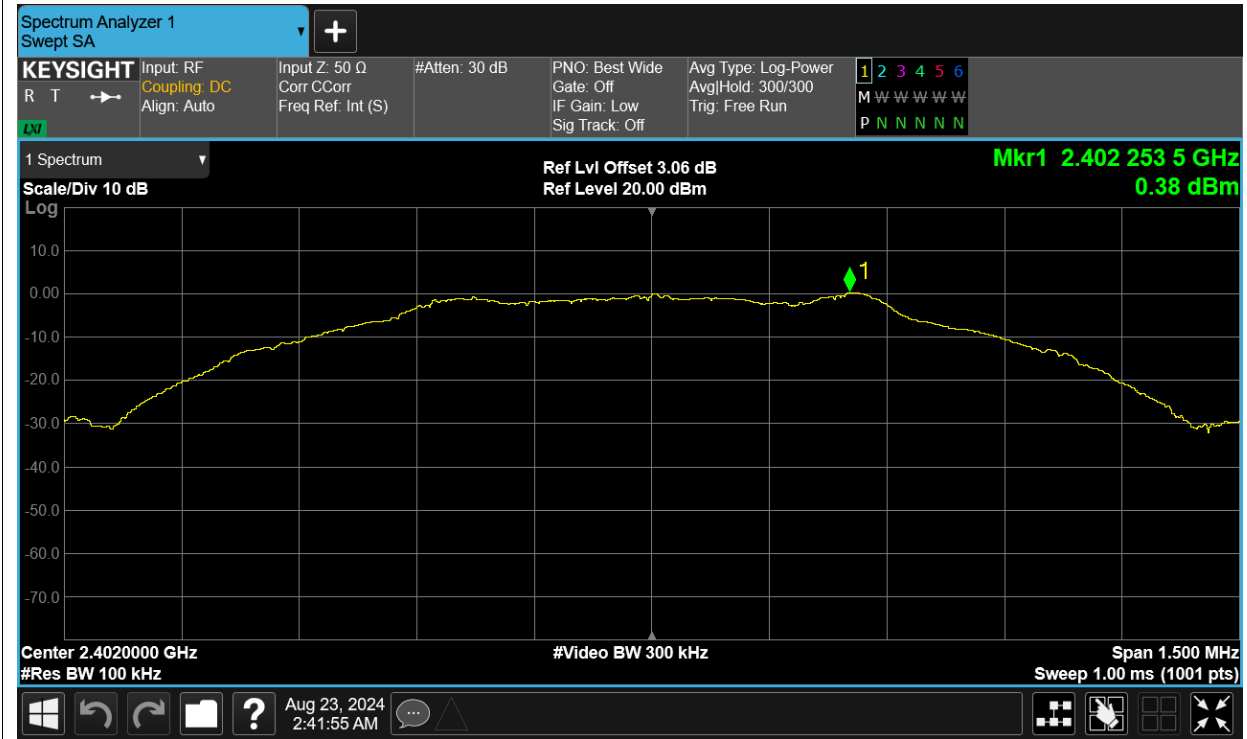 Spectrum Analyzer 1
Swept SA
+
KEYSIGHT Input: RF Input Z: 50 Ω #Atten: 30 dB PNO: Best Wide Avg Type: Log-Power 1 2 3 4 5 6
R T Coupling: DC Corr CCorr Gate: Off Avg|Hold: 300/300 M W W W W W
Align: Auto Freq Ref: Int (S) IF Gain: Low Trig: Free Run P N N N N N
LXI Sig Track: Off
1 Spectrum Ref Lvl Offset 3.06 dB Mkr1 2.402 253 5 GHz
Scale/Div 10 dB Ref Level 20.00 dBm 0.38 dBm
Log
10.0
1
0.00
-10.0
-20.0
-30.0
-40.0
-50.0
-60.0
-70.0
Center 2.4020000 GHz #Video BW 300 kHz Span 1.500 MHz
#Res BW 100 kHz Sweep 1.00 ms (1001 pts)
? Aug 23, 2024
2:41:55 AM